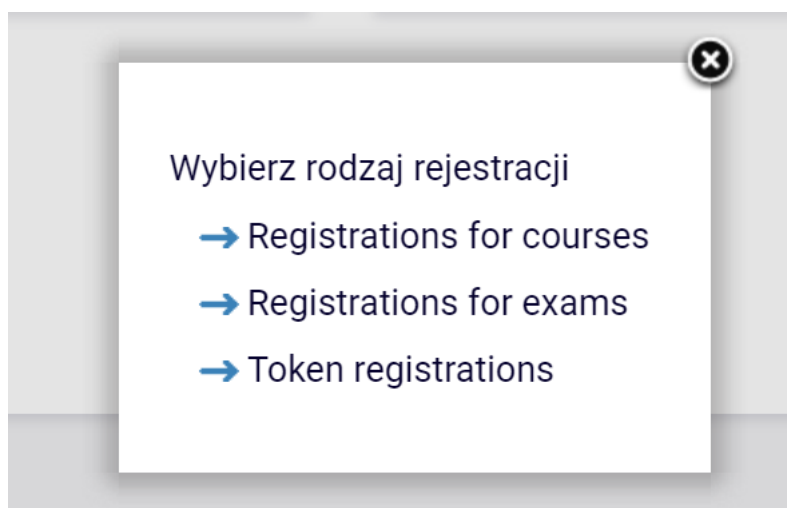 Wybierz rodzaj rejestracji
Registrations for courses
Registrations for exams
Token registrations